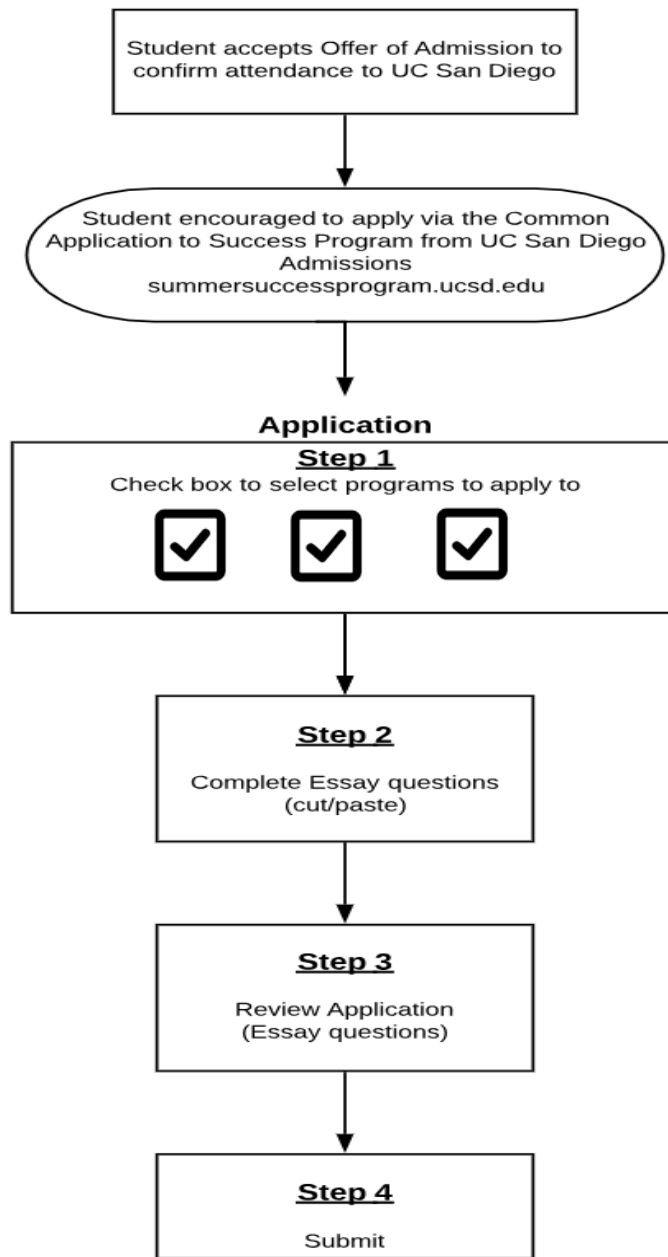 Student accepts Offer of Admission to
confirm attendance to UC San Diego
Student encouraged to apply via the Common
Application to Success Program from UC San Diego
Admissions
summersuccessprogram.ucsd.edu
Application
Step 1
Check box to select programs to apply to
Step 2
Complete Essay questions
(cut/paste)
Step 3
Review Application
(Essay questions)
Step 4
Submit